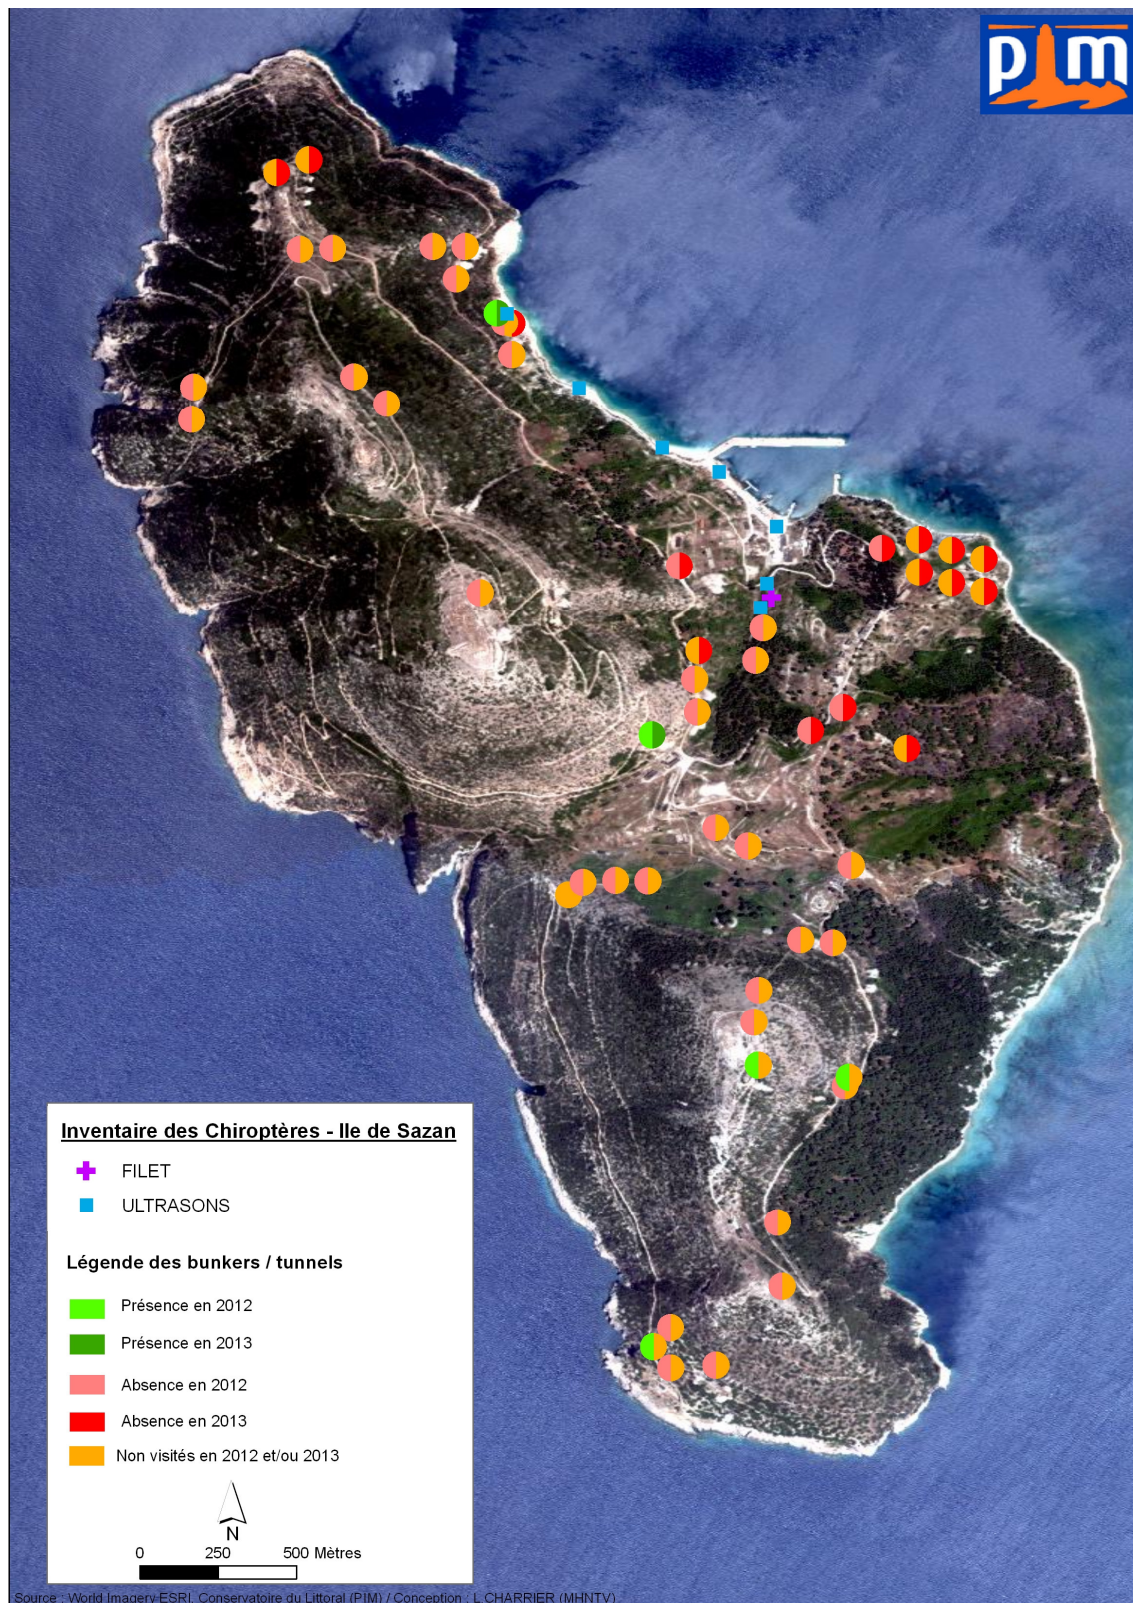 pim
Inventaire des Chiroptères - Ile de Sazan
FILET
ULTRASONS
Légende des bunkers / tunnels
Présence en 2012
Présence en 2013
Absence en 2012
Absence en 2013
Non visités en 2012 et/ou 2013
N
0 250 500 Mètres
Source : World Imagery ESRI, Conservatoire du Littoral (PIM) / Conception : L.CHARRIER (MHNTV)